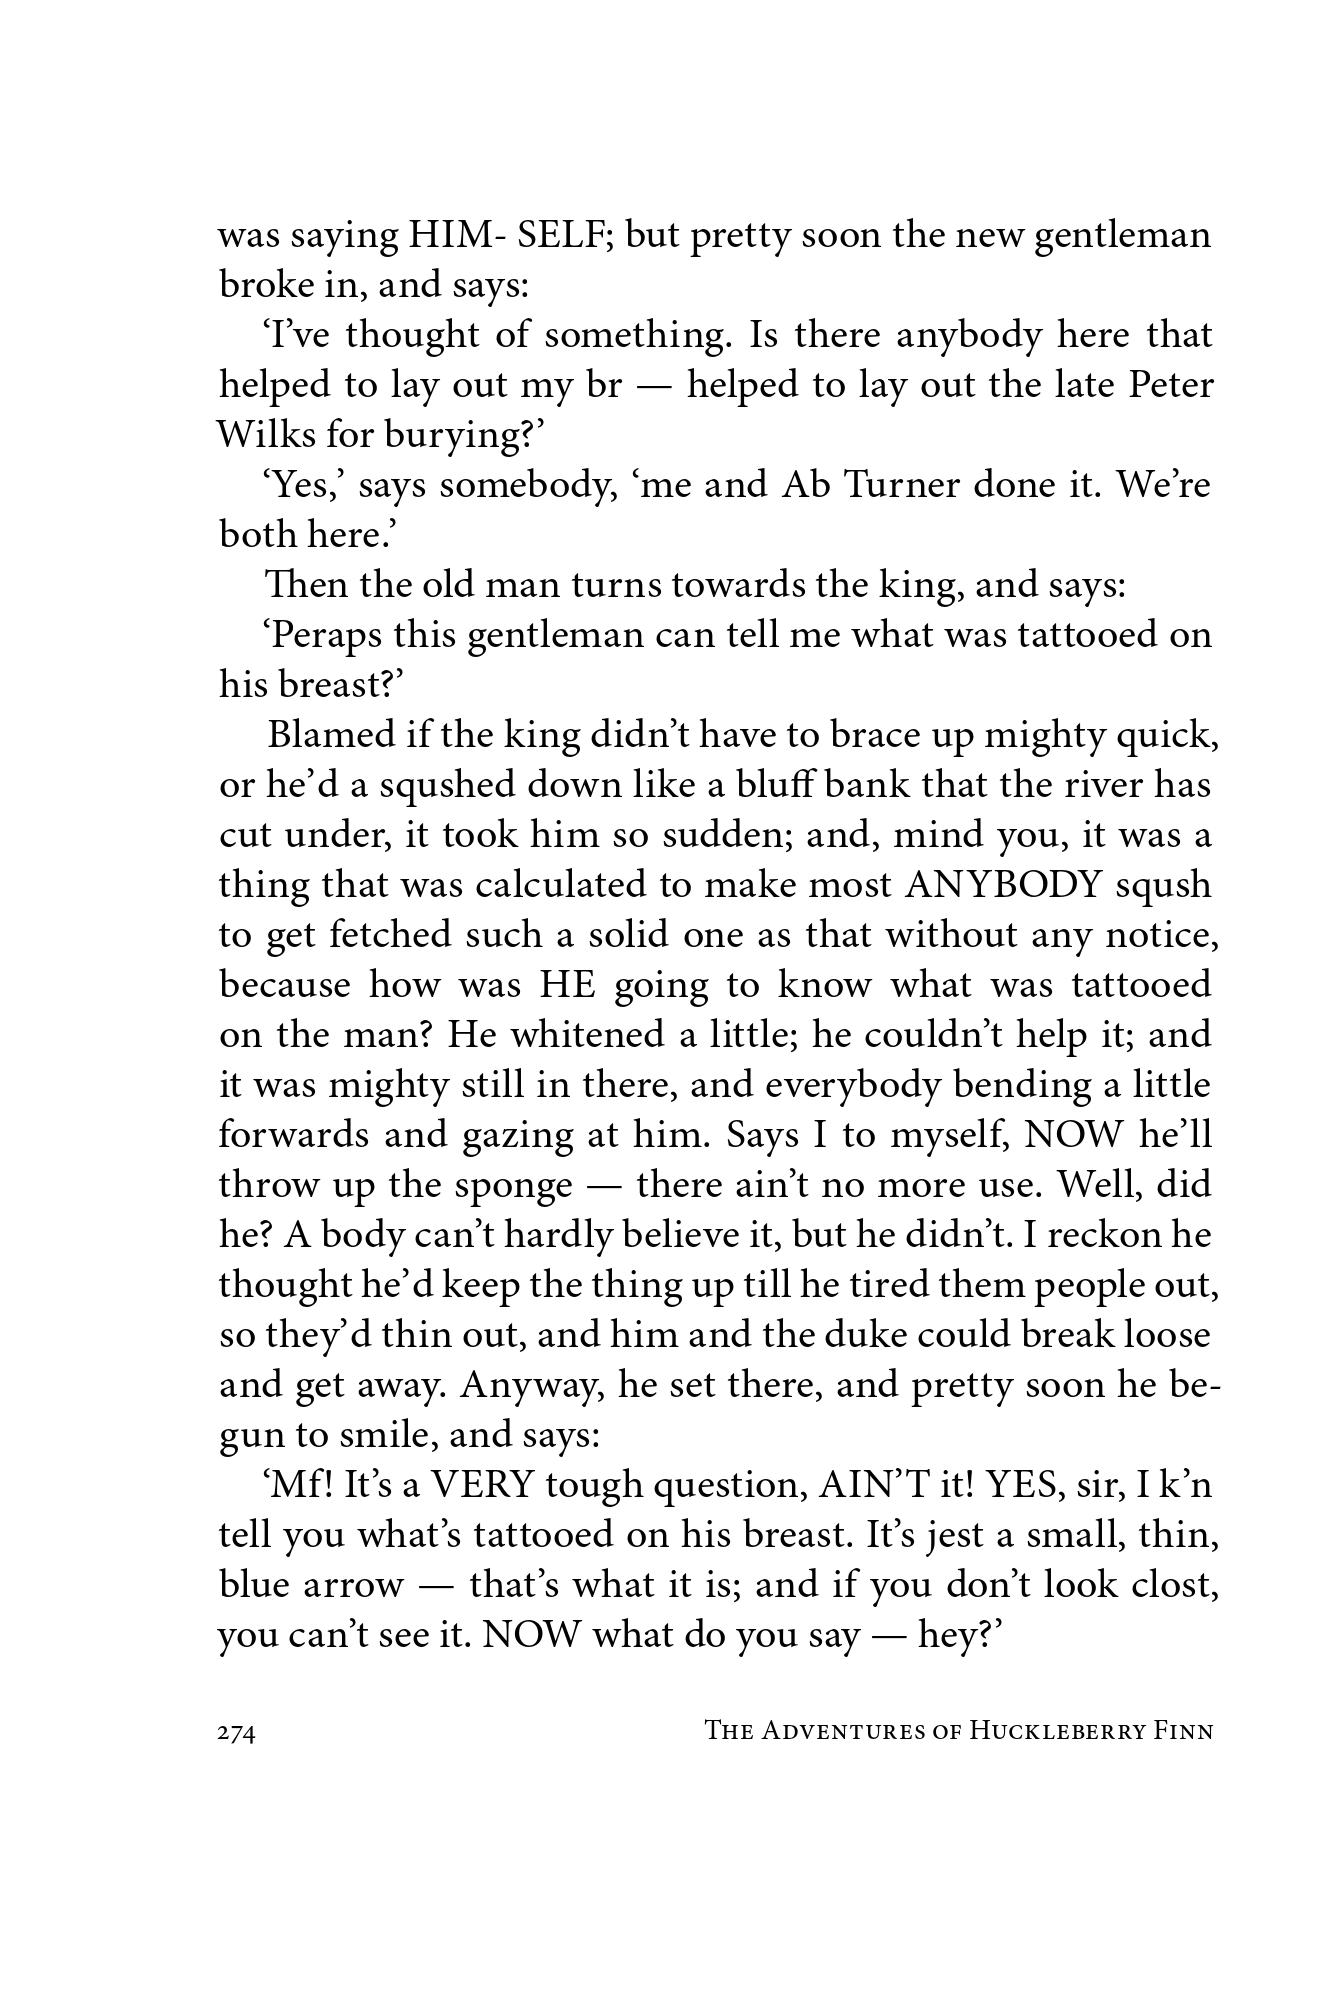 was saying HIM- SELF; but pretty soon the new gentleman
broke in, and says:
‘I’ve thought of something. Is there anybody here that
helped to lay out my br — helped to lay out the late Peter
Wilks for burying?’
‘Yes,’ says somebody, ‘me and Ab Turner done it. We’re
both here.’
Then the old man turns towards the king, and says:
‘Peraps this gentleman can tell me what was tattooed on
his breast?’
Blamed if the king didn’t have to brace up mighty quick,
or he’d a squshed down like a bluff bank that the river has
cut under, it took him so sudden; and, mind you, it was a
thing that was calculated to make most ANYBODY sqush
to get fetched such a solid one as that without any notice,
because how was HE going to know what was tattooed
on the man? He whitened a little; he couldn’t help it; and
it was mighty still in there, and everybody bending a little
forwards and gazing at him. Says I to myself, NOW he’ll
throw up the sponge — there ain’t no more use. Well, did
he? A body can’t hardly believe it, but he didn’t. I reckon he
thought he’d keep the thing up till he tired them people out,
so they’d thin out, and him and the duke could break loose
and get away. Anyway, he set there, and pretty soon he be-
gun to smile, and says:
‘Mf! It’s a VERY tough question, AIN’T it! YES, sir, I k’n
tell you what’s tattooed on his breast. It’s jest a small, thin,
blue arrow — that’s what it is; and if you don’t look clost,
you can’t see it. NOW what do you say — hey?’
274 The Adventures of Huckleberry Finn